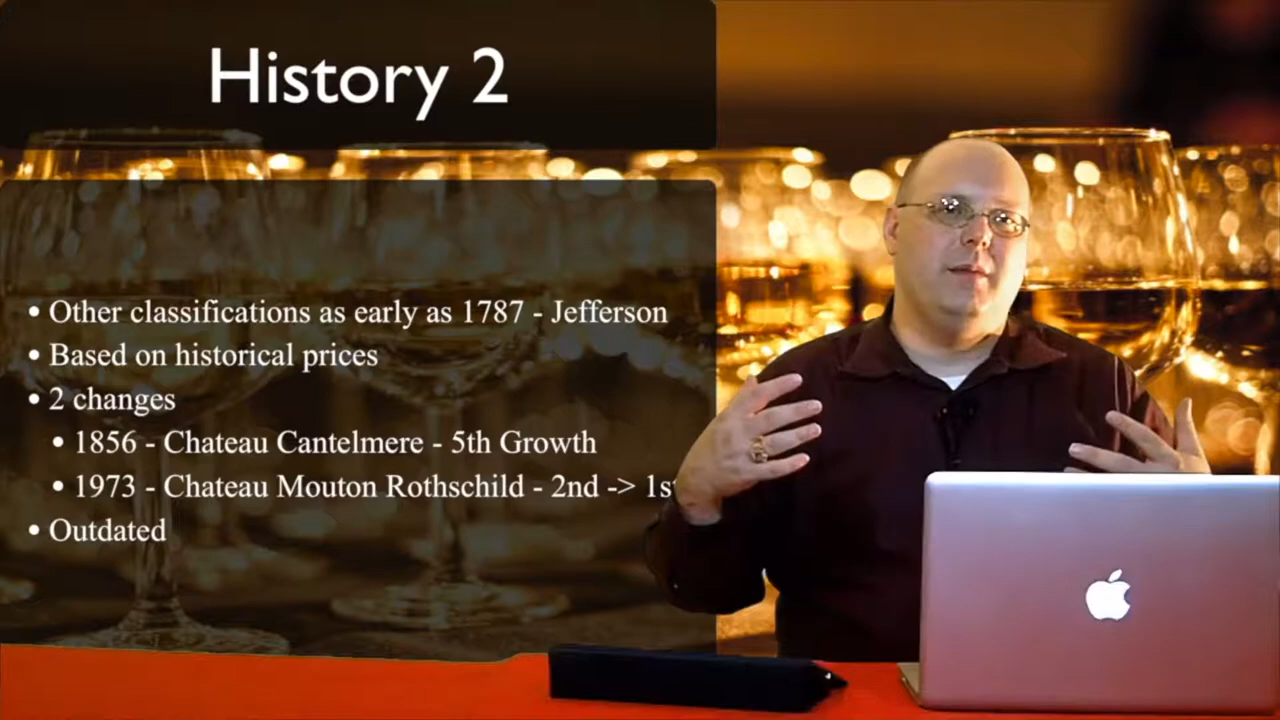 History 2
• Other classifications as early as 1787 - Jefferson
• Based on historical prices
• 2 changes
• 1856 - Chateau Cantelmere - 5th Growth
• 1973 - Chateau Mouton Rothschild - 2nd -> 1s
• Outdated